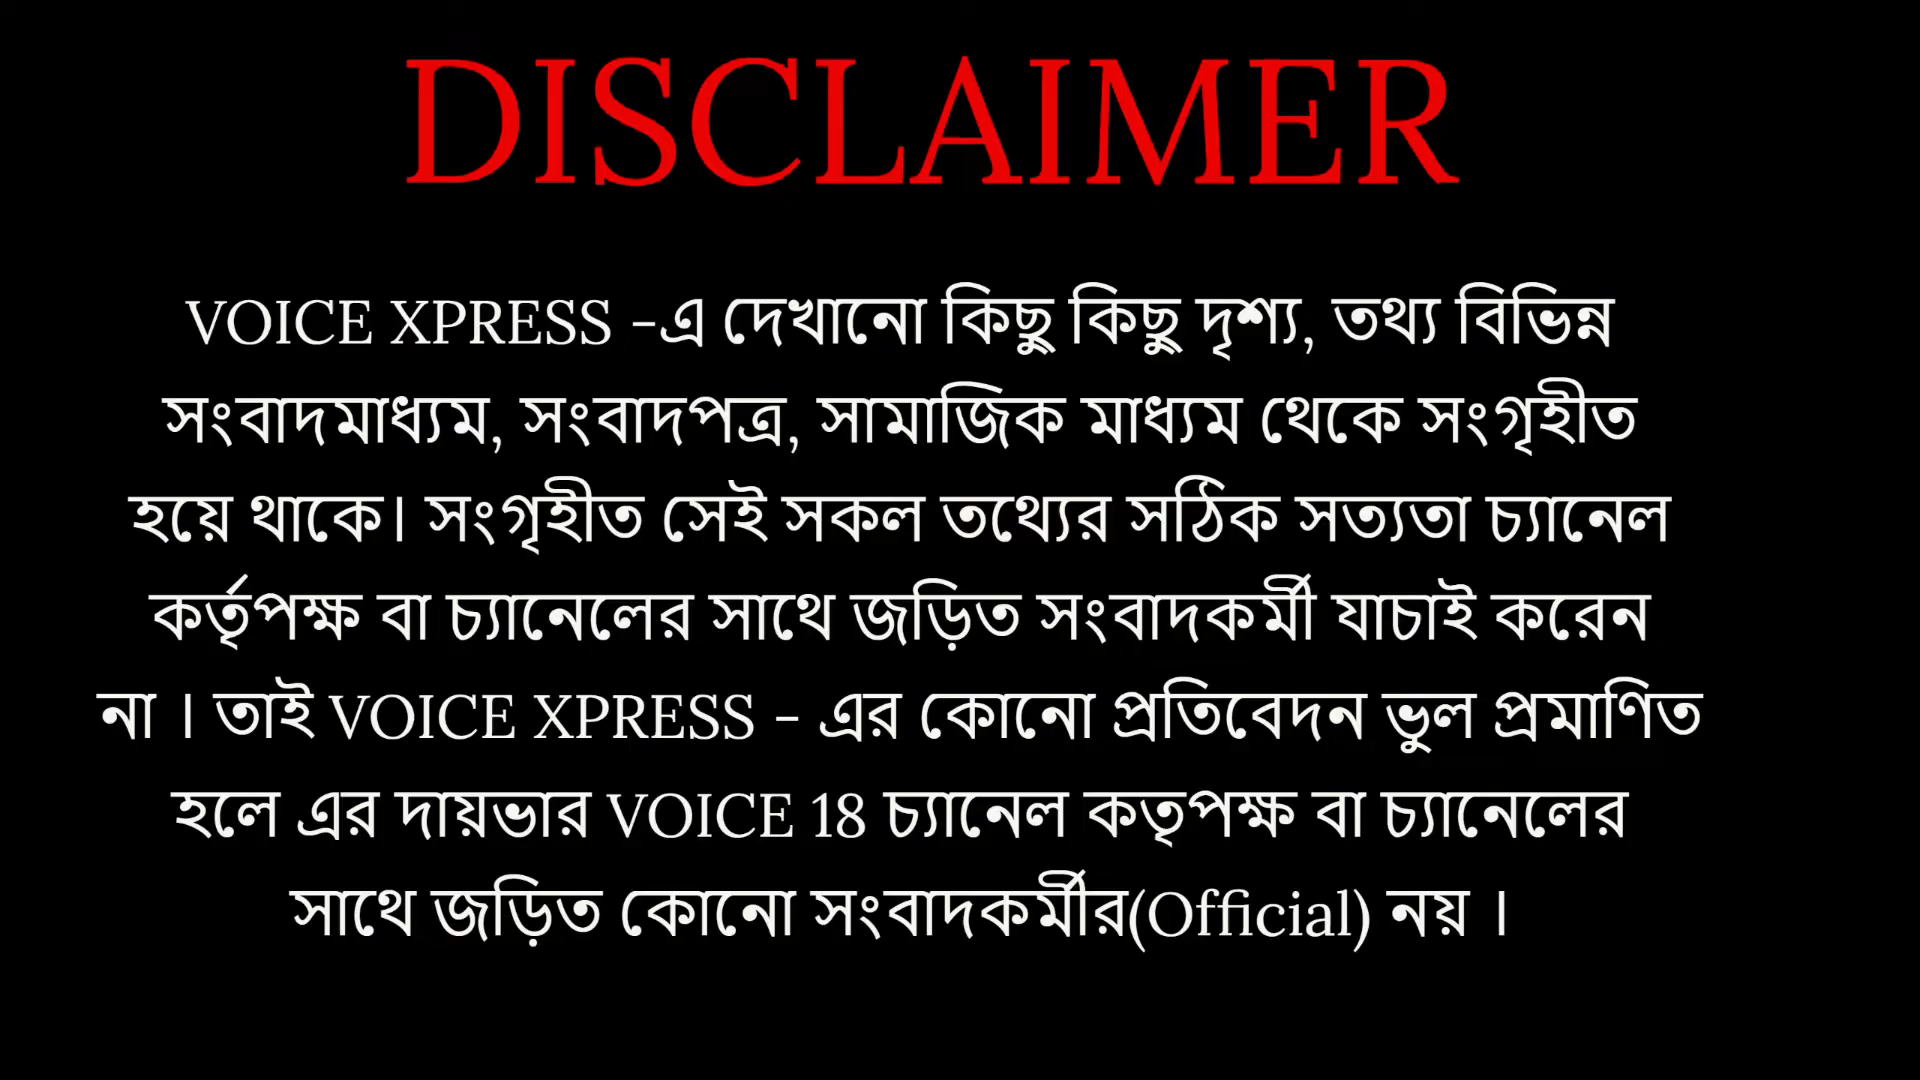 DISCLAIMER
VOICE XPRESS -এ দেখানো কিছু কিছু দৃশ্য, তথ্য বিভিন্ন
সংবাদমাধ্যম, সংবাদপত্র, সামাজিক মাধ্যম থেকে সংগৃহীত
হয়ে থাকে। সংগৃহীত সেই সকল তথ্যের সঠিক সত্যতা চ্যানেল
কর্তৃপক্ষ বা চ্যানেলের সাথে জড়িত সংবাদকর্মী যাচাই করেন
না । তাই VOICE XPRESS - এর কোনো প্রতিবেদন ভুল প্রমাণিত
হলে এর দায়ভার VOICE 18 চ্যানেল কতৃপক্ষ বা চ্যানেলের
সাথে জড়িত কোনো সংবাদকর্মীর(Official) নয় ।